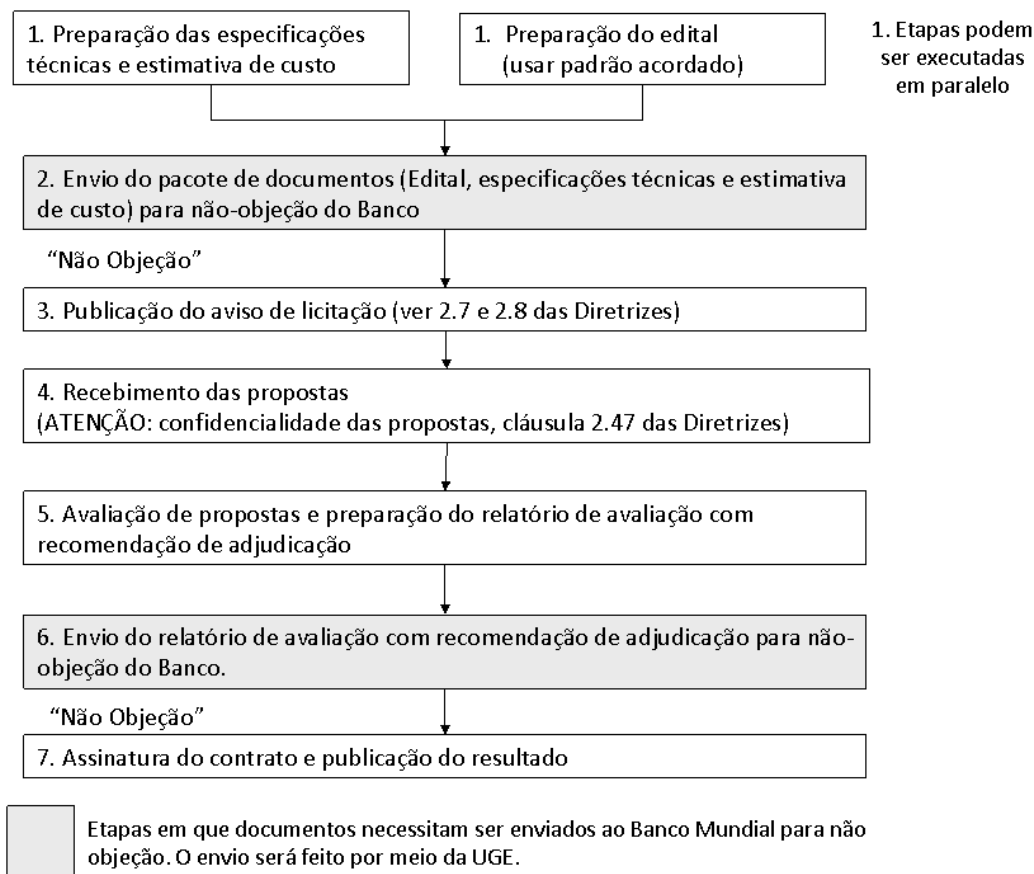 1. Preparação das especificações
técnicas e estimativa de custo
1. Preparação do edital
(usar padrão acordado)
1. Etapas podem
ser executadas
em paralelo
2. Envio do pacote de documentos (Edital, especificações técnicas e estimativa
de custo) para não-objeção do Banco
“Não Objeção”
3. Publicação do aviso de licitação (ver 2.7 e 2.8 das Diretrizes)
4. Recebimento das propostas
(ATENÇÃO: confidencialidade das propostas, cláusula 2.47 das Diretrizes)
5. Avaliação de propostas e preparação do relatório de avaliação com
recomendação de adjudicação
6. Envio do relatório de avaliação com recomendação de adjudicação para não-
objeção do Banco.
“Não Objeção”
7. Assinatura do contrato e publicação do resultado
Etapas em que documentos necessitam ser enviados ao Banco Mundial para não
objeção. O envio será feito por meio da UGE.